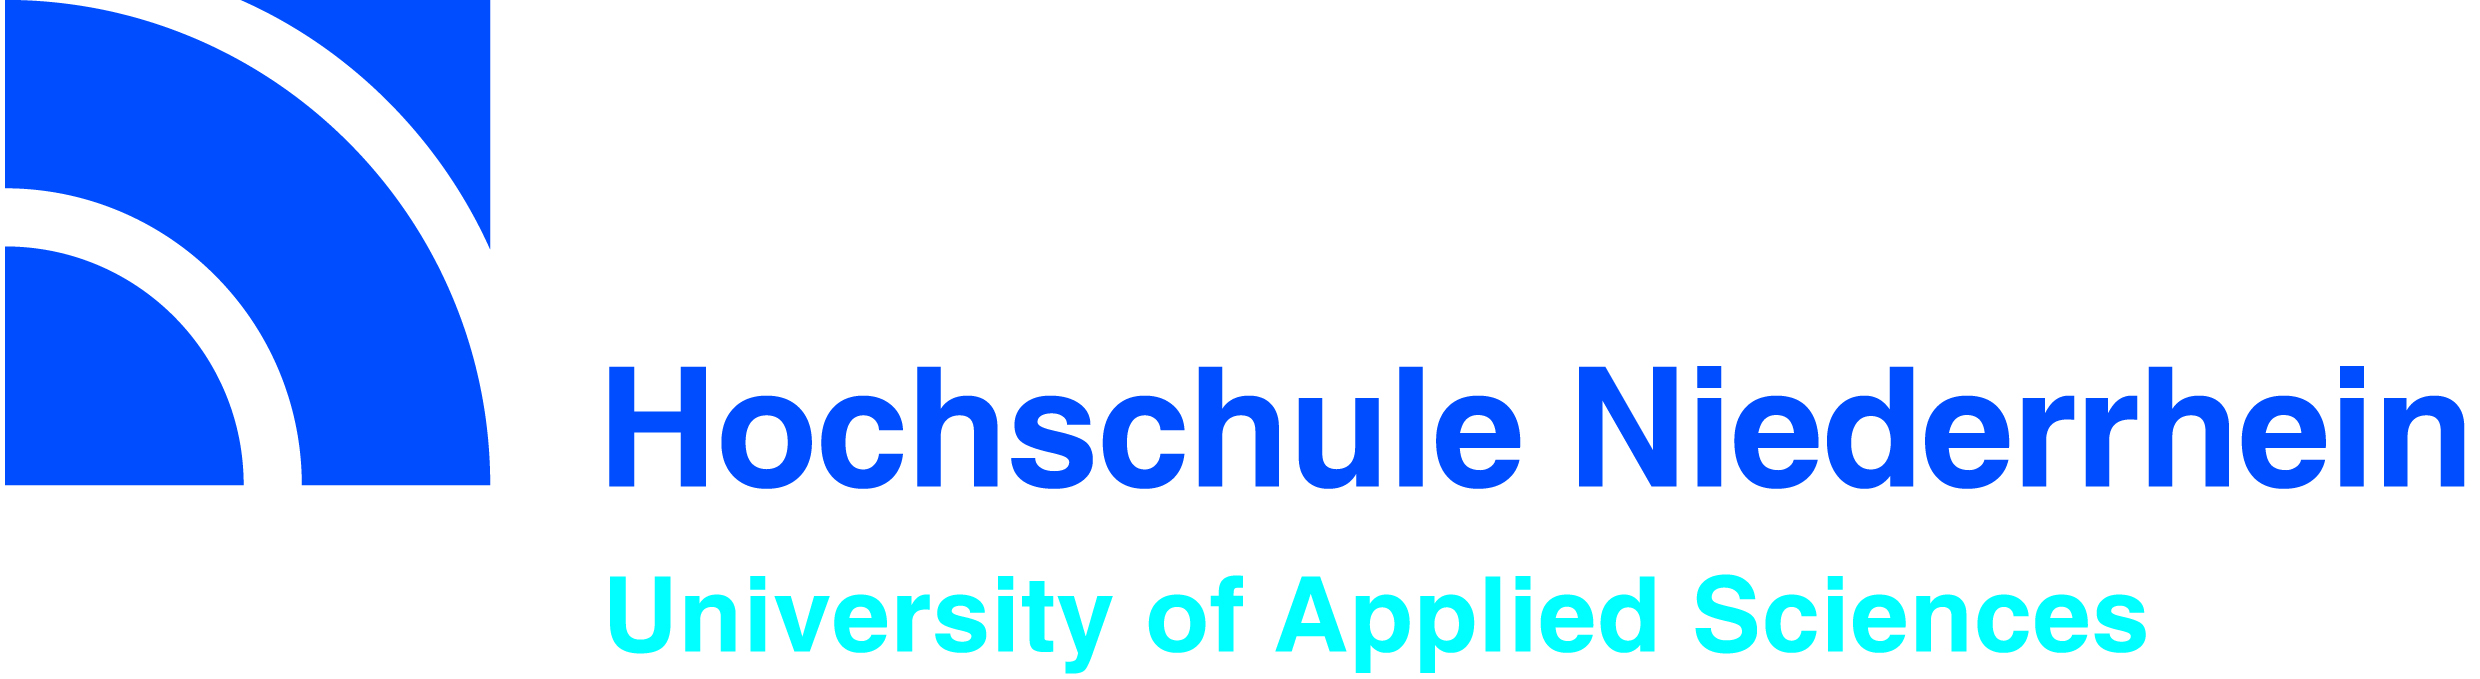 Hochschule Niederrhein
University of Applied Sciences